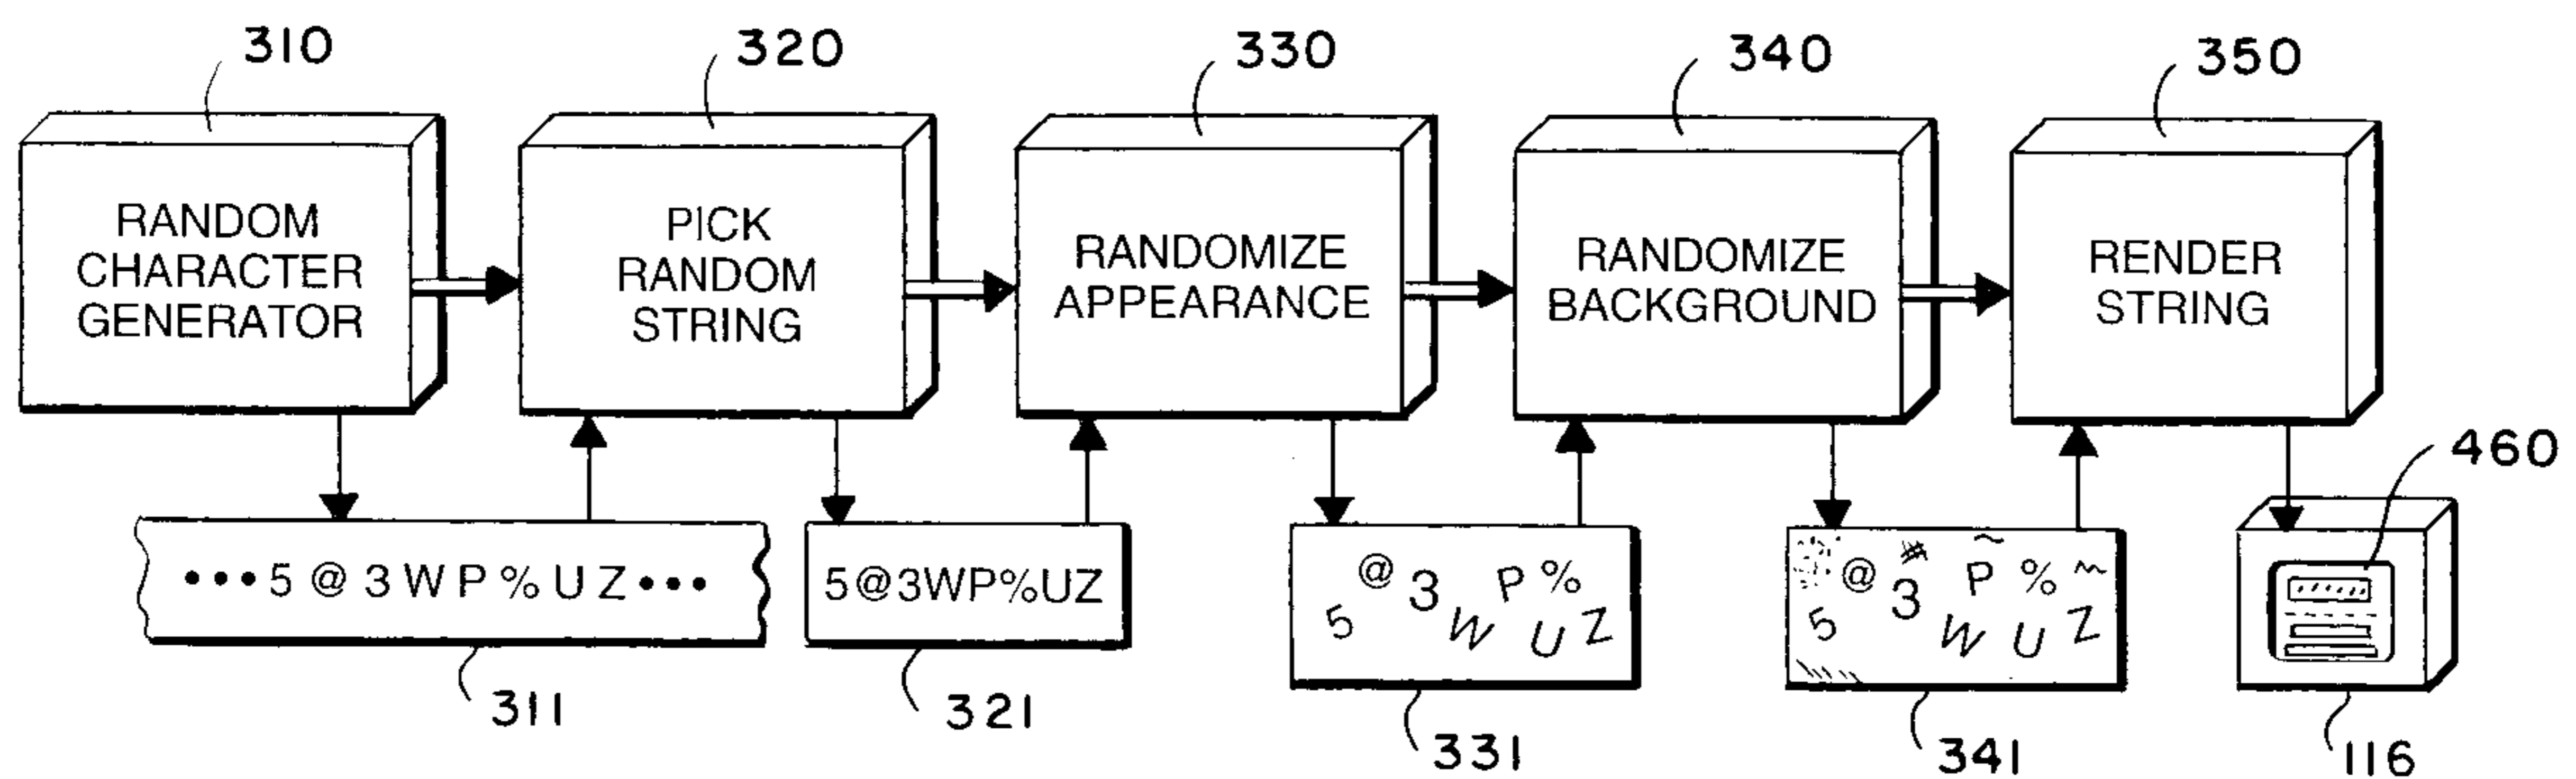 310
320
330
340
350
RANDOM
CHARACTER
GENERATOR
PICK
RANDOM
STRING
RANDOMIZE
APPEARANCE
RANDOMIZE
BACKGROUND
RENDER
STRING
460
•••5 @ 3 W P % U Z•••
5@3WP%UZ
5 @ 3 W P U % Z
5 @ 3 W P U % Z
311
321
331
341
116